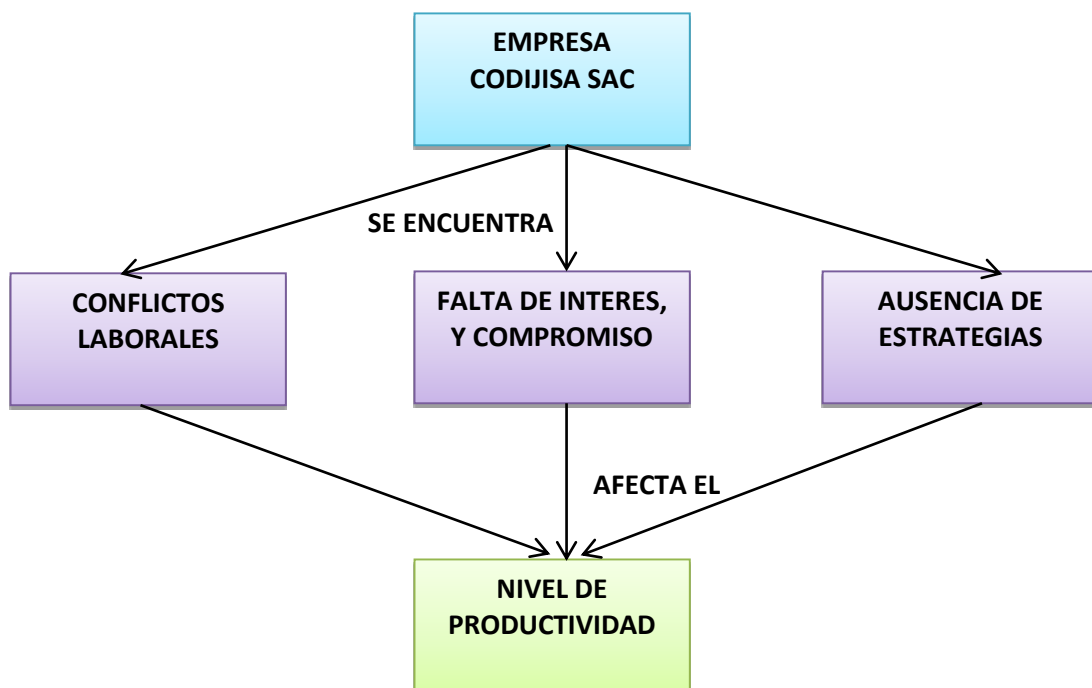 EMPRESA
CODIJISA SAC
SE ENCUENTRA
CONFLICTOS
LABORALES
FALTA DE INTERES,
Y COMPROMISO
AUSENCIA DE
ESTRATEGIAS
AFECTA EL
NIVEL DE
PRODUCTIVIDAD